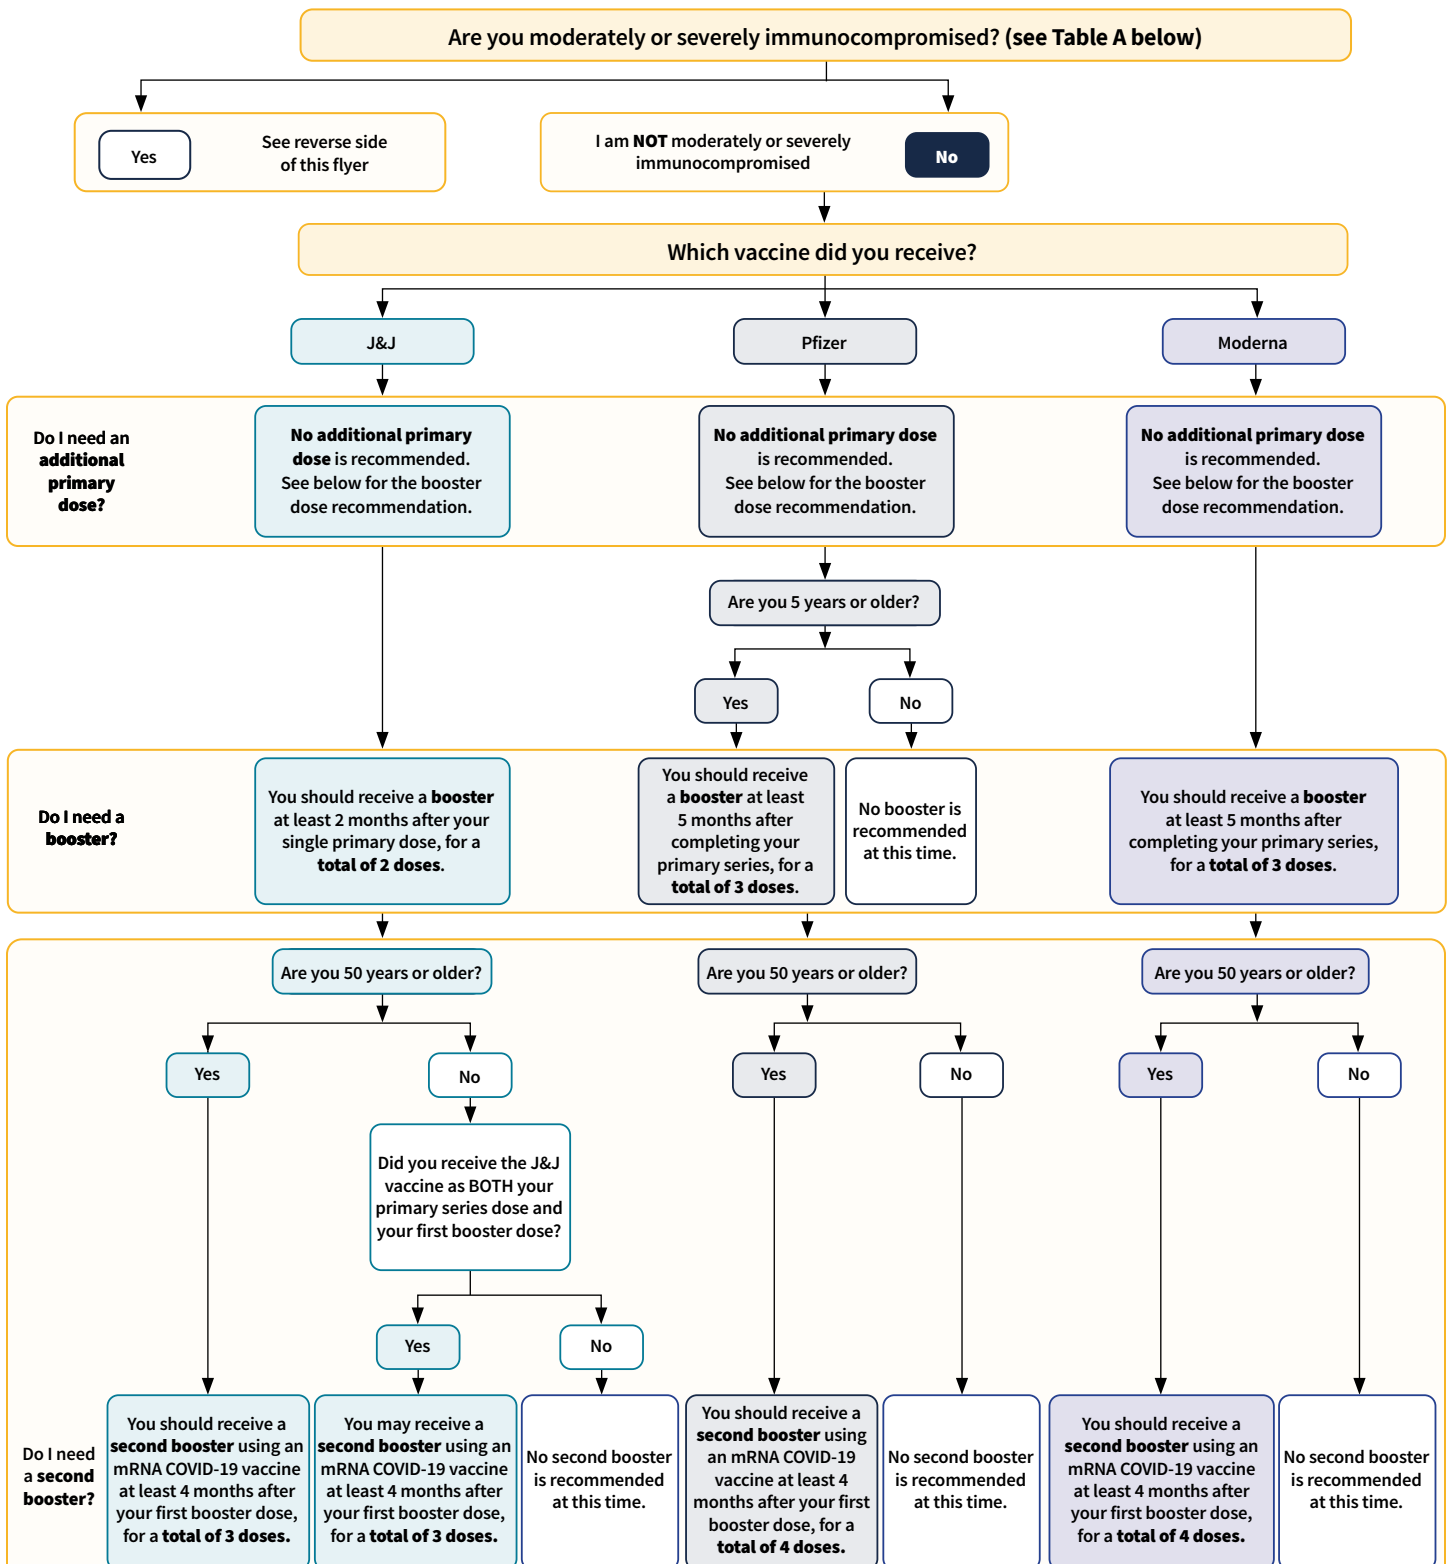 Are you moderately or severely immunocompromised? (see Table A below)
Yes
See reverse side
of this flyer
I am NOT moderately or severely
immunocompromised
No
Which vaccine did you receive?
J&J
Pfizer
Moderna
Do I need an
additional
primary
dose?
No additional primary
dose is recommended.
See below for the booster
dose recommendation.
No additional primary dose
is recommended.
See below for the booster
dose recommendation.
No additional primary dose
is recommended.
See below for the booster
dose recommendation.
Are you 5 years or older?
Yes
No
Do I need a
booster?
You should receive a booster
at least 2 months after your
single primary dose, for a
total of 2 doses.
You should receive
a booster at least
5 months after
completing your
primary series, for a
total of 3 doses.
No booster is
recommended
at this time.
You should receive a booster
at least 5 months after
completing your primary series,
for a total of 3 doses.
Are you 50 years or older?
Are you 50 years or older?
Are you 50 years or older?
Yes
No
Yes
No
Yes
No
Did you receive the J&J
vaccine as BOTH your
primary series dose and
your first booster dose?
Yes
No
Do I need
a second
booster?
You should receive a
second booster using an
mRNA COVID-19 vaccine
at least 4 months after
your first booster dose,
for a total of 3 doses.
You may receive a
second booster using an
mRNA COVID-19 vaccine
at least 4 months after
your first booster dose,
for a total of 3 doses.
No second booster
is recommended
at this time.
You should receive a
second booster using
an mRNA COVID-19
vaccine at least 4
months after your first
booster dose, for a
total of 4 doses.
No second booster
is recommended
at this time.
You should receive a
second booster using an
mRNA COVID-19 vaccine
at least 4 months after
your first booster dose,
for a total of 4 doses.
No second booster
is recommended
at this time.